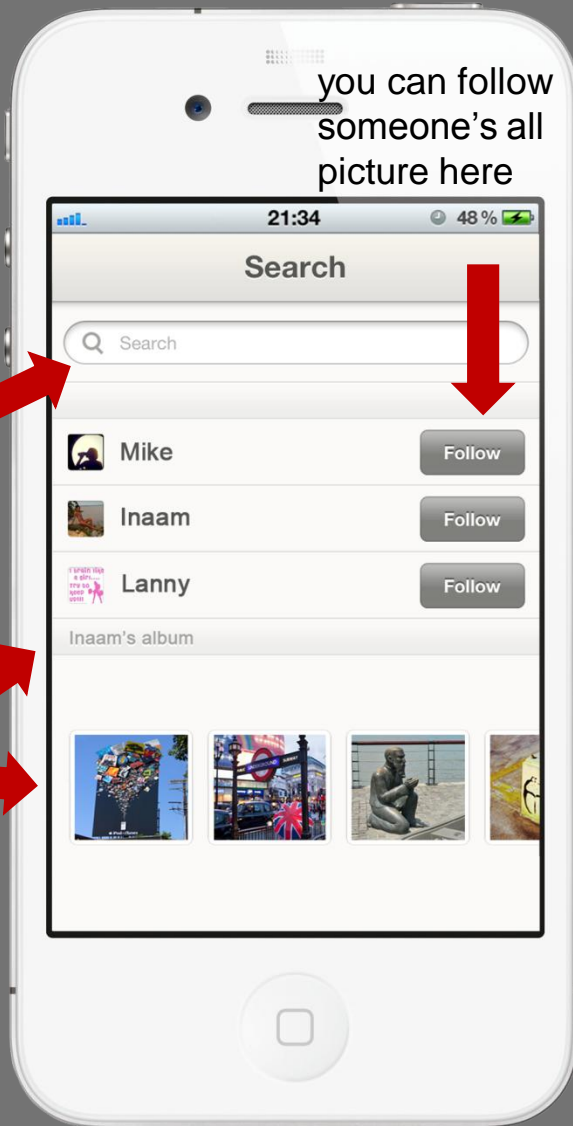 you can follow
someone’s all
picture here
21:34
48 %
Search
Search
Mike
Follow
Inaam
Follow
Lanny
Follow
Inaam's album